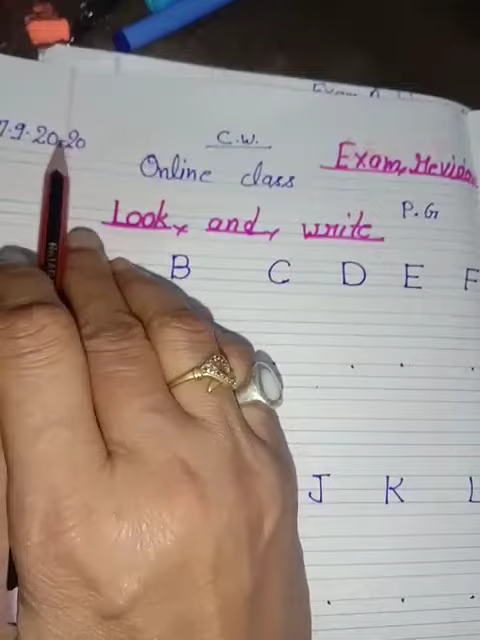 7.9.2020
C.W.
Online class
Exam, Revision
P.G
Look, and, write
B C D E F
J K L